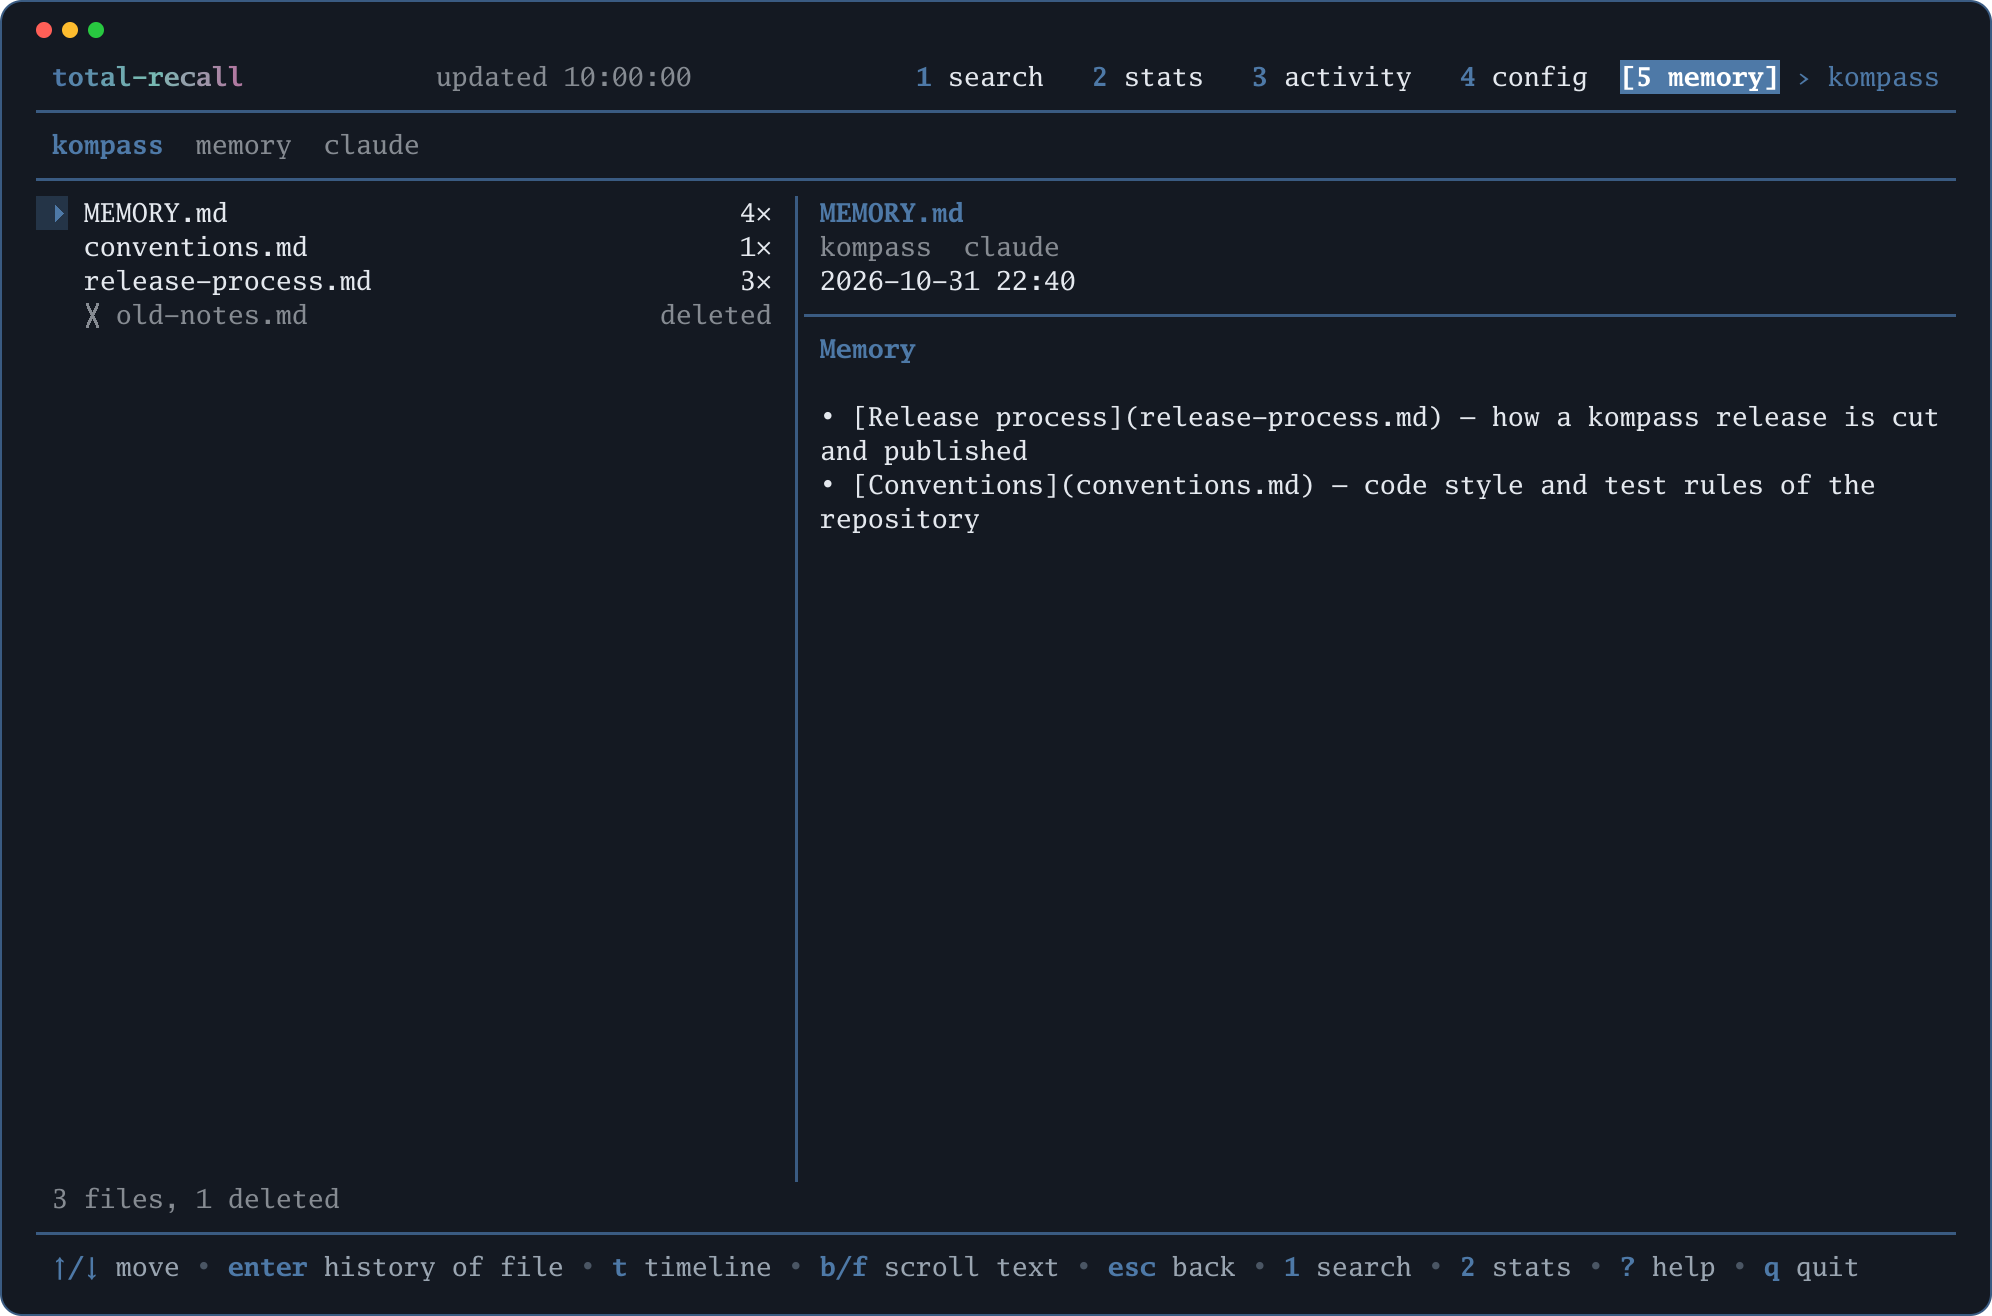 total-recall updated 10:00:00 1 search 2 stats 3 activity 4 config [5 memory] › kompass
kompass memory claude
MEMORY.md 4×
conventions.md 1×
release-process.md 3×
X old-notes.md deleted
MEMORY.md
kompass claude
2026-10-31 22:40
Memory
• [Release process](release-process.md) — how a kompass release is cut
and published
• [Conventions](conventions.md) — code style and test rules of the
repository
3 files, 1 deleted
↑/↓ move • enter history of file • t timeline • b/f scroll text • esc back • 1 search • 2 stats • ? help • q quit